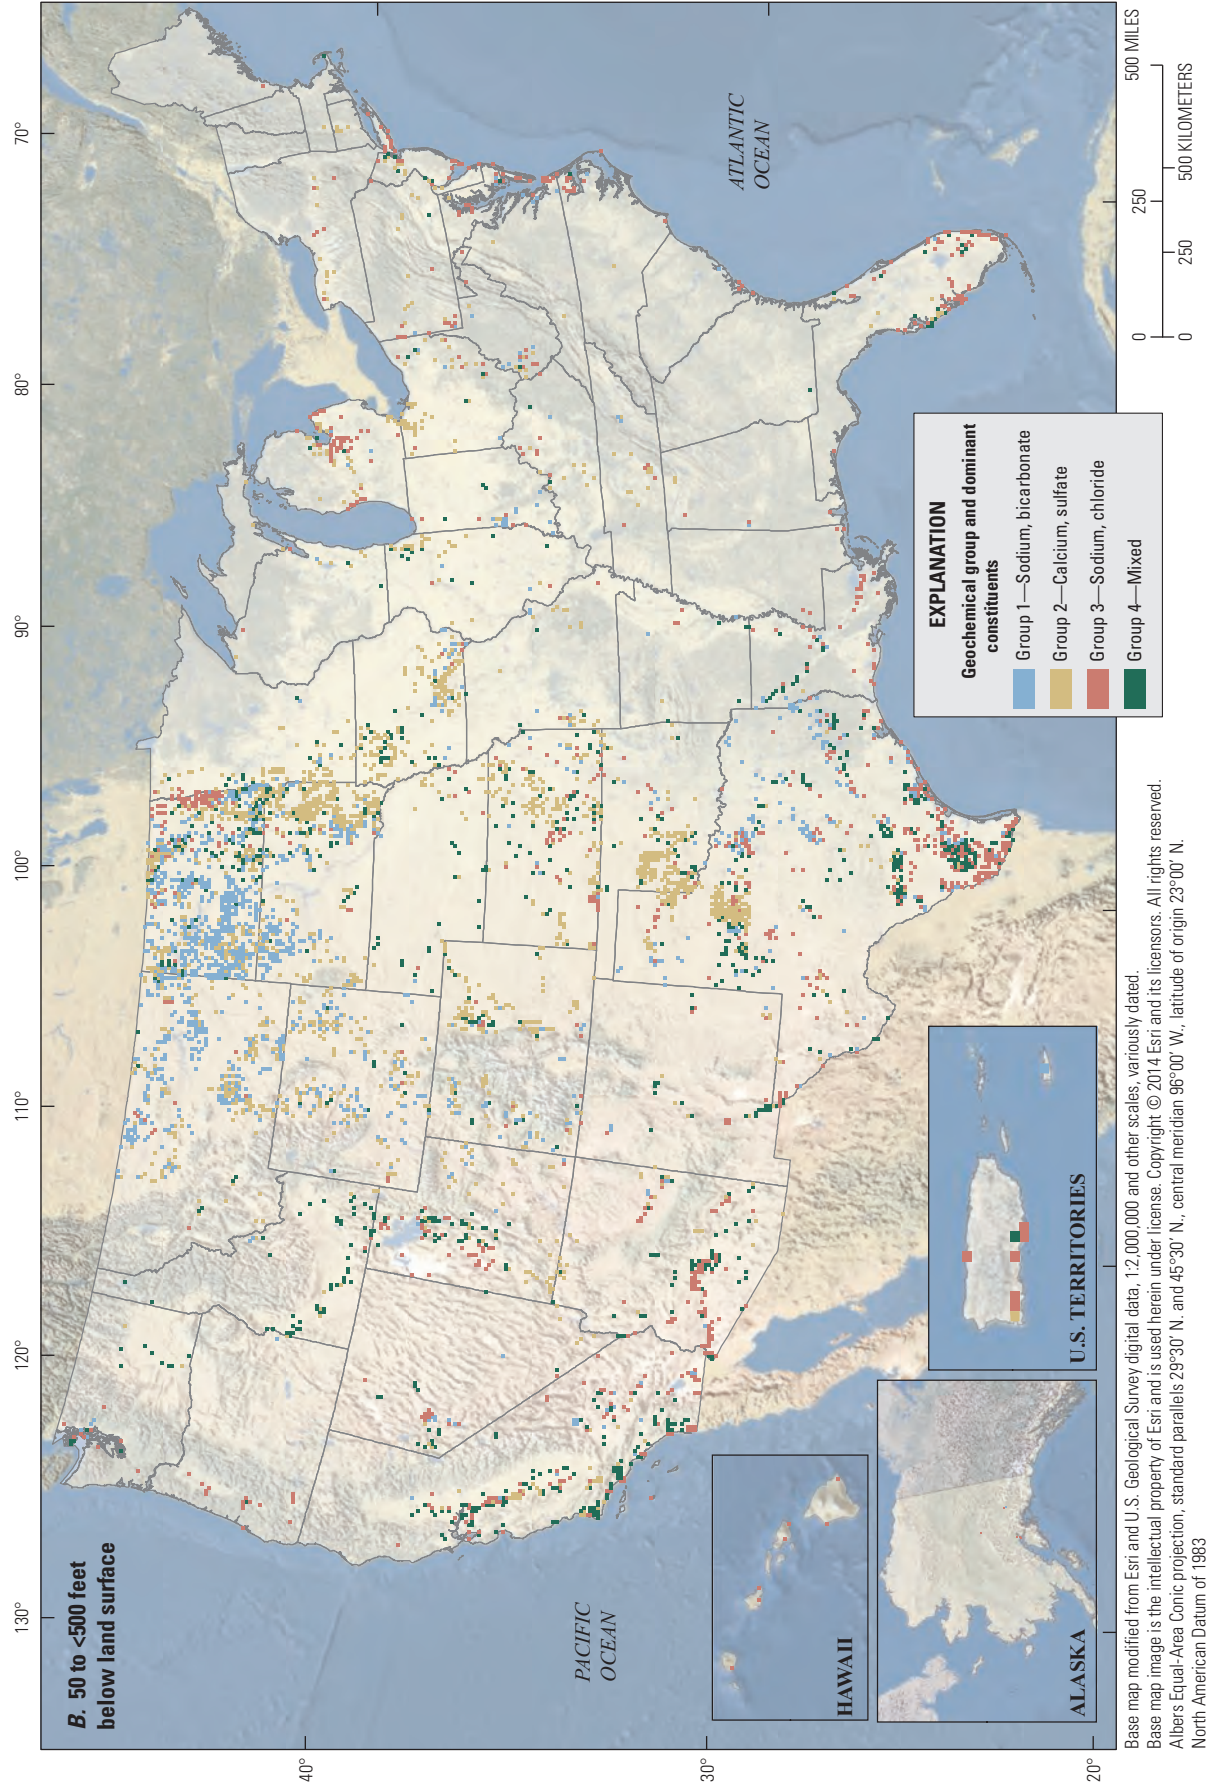 B. 50 to <500 feet
below land surface
130°
120°
110°
100°
90°
80°
70°
40°
30°
20°
PACIFIC
OCEAN
ATLANTIC
OCEAN
HAWAII
ALASKA
U.S. TERRITORIES
EXPLANATION
Geochemical group and dominant
constituents
Group 1—Sodium, bicarbonate
Group 2—Calcium, sulfate
Group 3—Sodium, chloride
Group 4—Mixed
0 250 500 MILES
0 250 500 KILOMETERS
Base map modified from Esri and U.S. Geological Survey digital data, 1:2,000,000 and other scales, variously dated.
Base map image is the intellectual property of Esri and is used herein under license. Copyright © 2014 Esri and its licensors. All rights reserved.
Albers Equal-Area Conic projection, standard parallels 29°30′ N. and 45°30′ N., central meridian 96°00′ W., latitude of origin 23°00′ N.
North American Datum of 1983